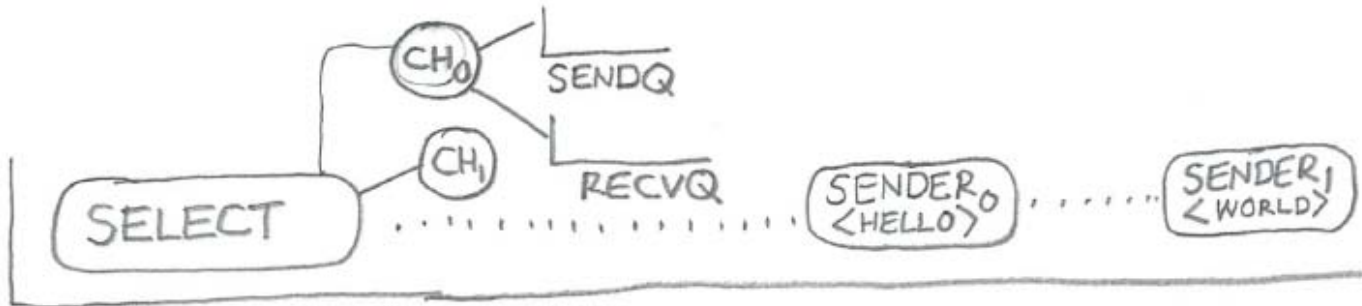 CH₀
SENDQ
CH₁
RECVQ
SELECT
SENDER₀
<HELLO>
SENDER₁
<WORLD>